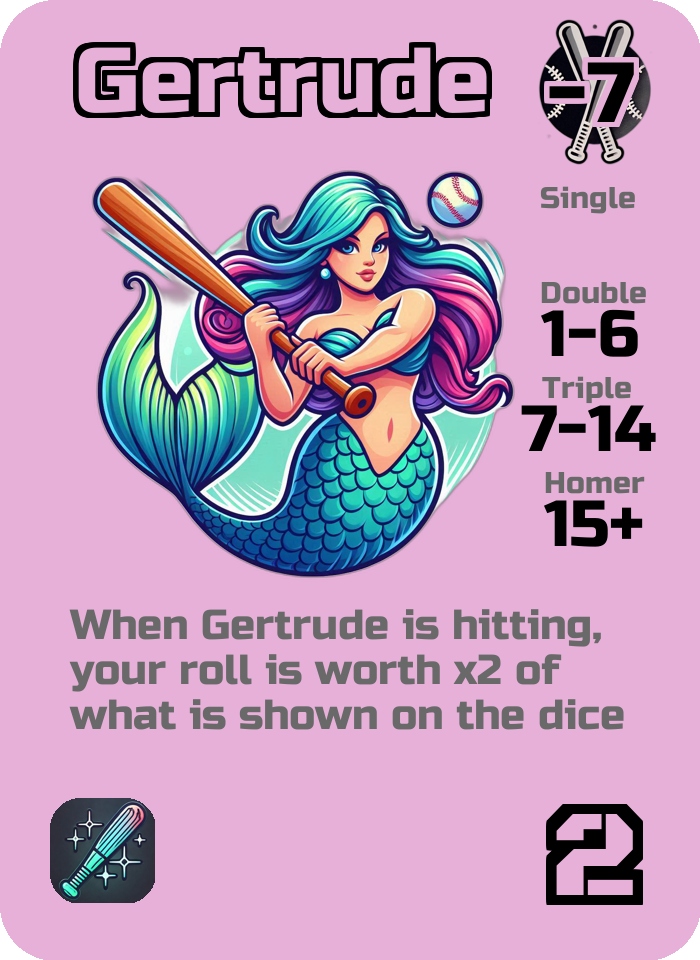 Gertrude
-7
Single
Double
1-6
Triple
7-14
Homer
15+
When Gertrude is hitting,
your roll is worth x2 of
what is shown on the dice
2